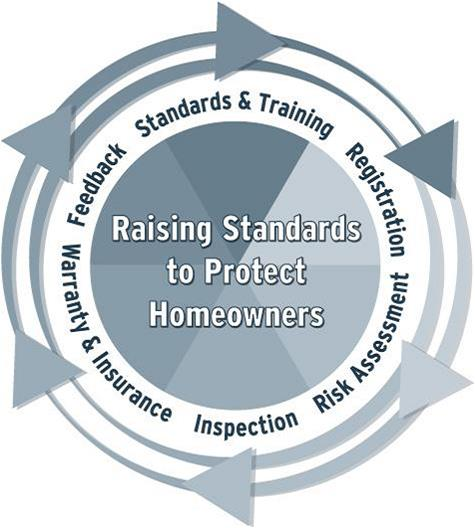 Raising Standards
to Protect
Homeowners
Standards & Training
Registration
Risk Assessment
Inspection
Warranty & Insurance
Feedback